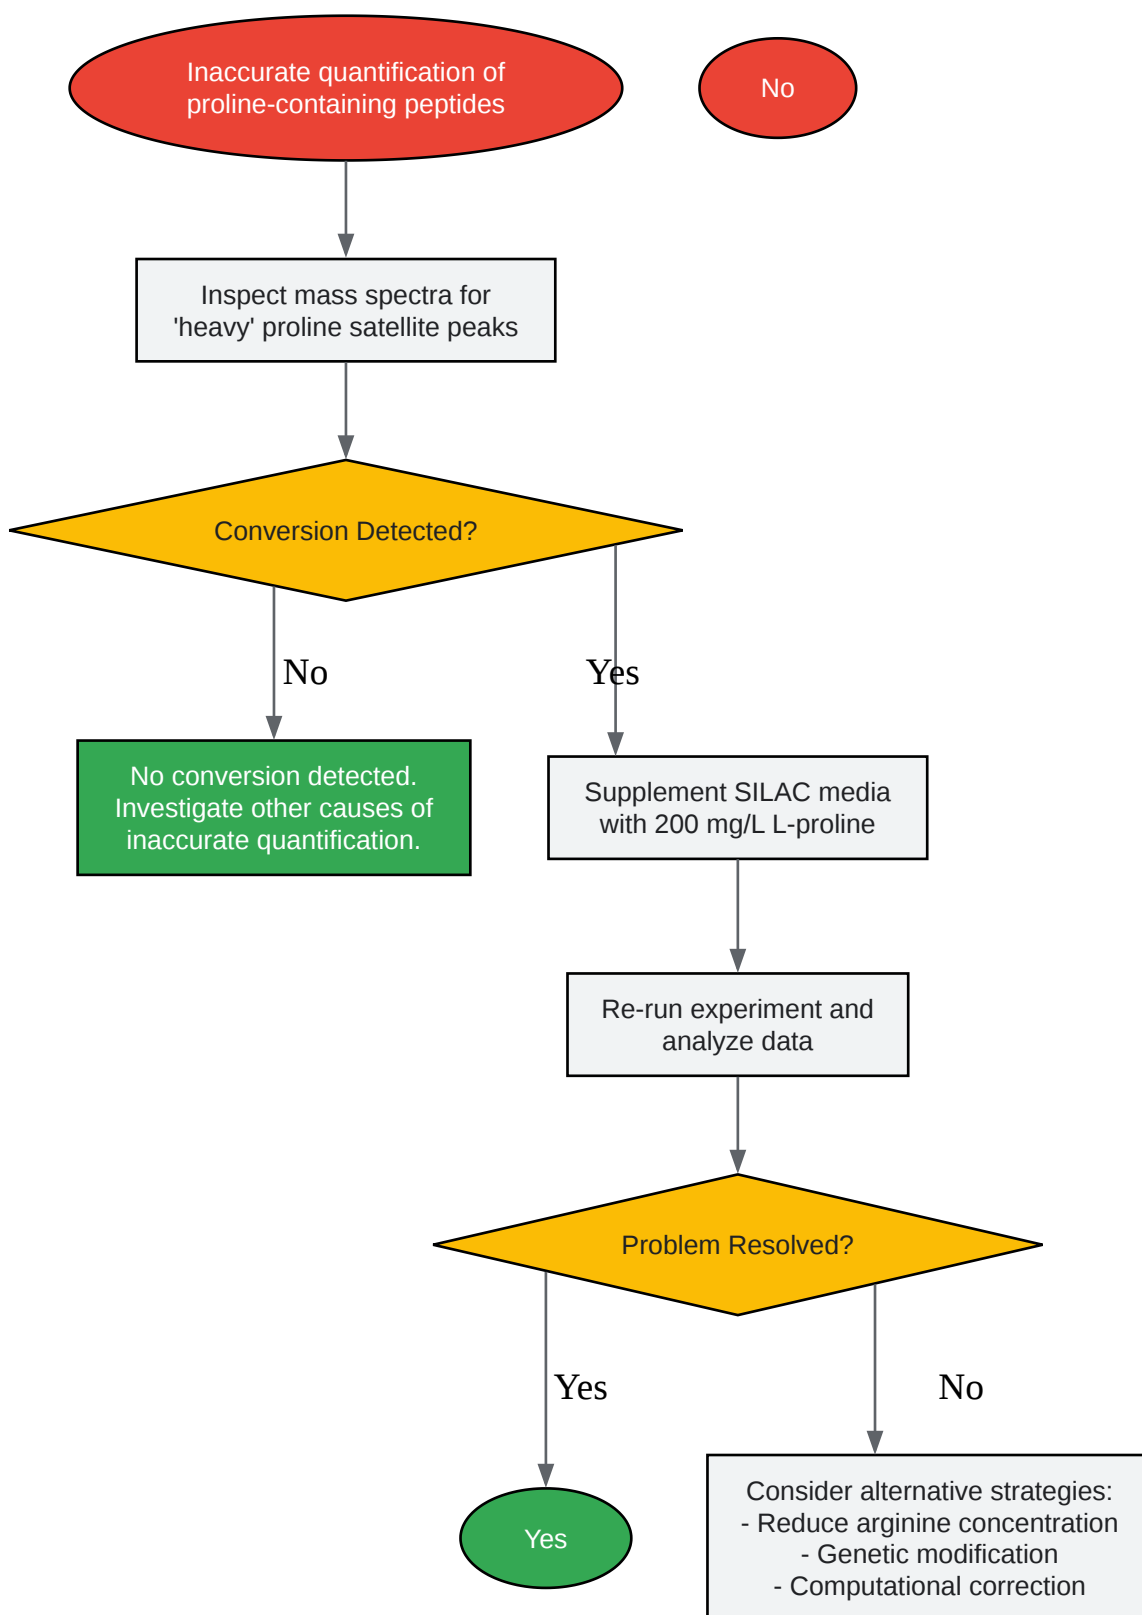 Inaccurate quantification of
proline-containing peptides
No
Inspect mass spectra for
'heavy' proline satellite peaks
Conversion Detected?
No
Yes
No conversion detected.
Investigate other causes of
inaccurate quantification.
Supplement SILAC media
with 200 mg/L L-proline
Re-run experiment and
analyze data
Problem Resolved?
Yes
No
Yes
Consider alternative strategies:
- Reduce arginine concentration
- Genetic modification
- Computational correction